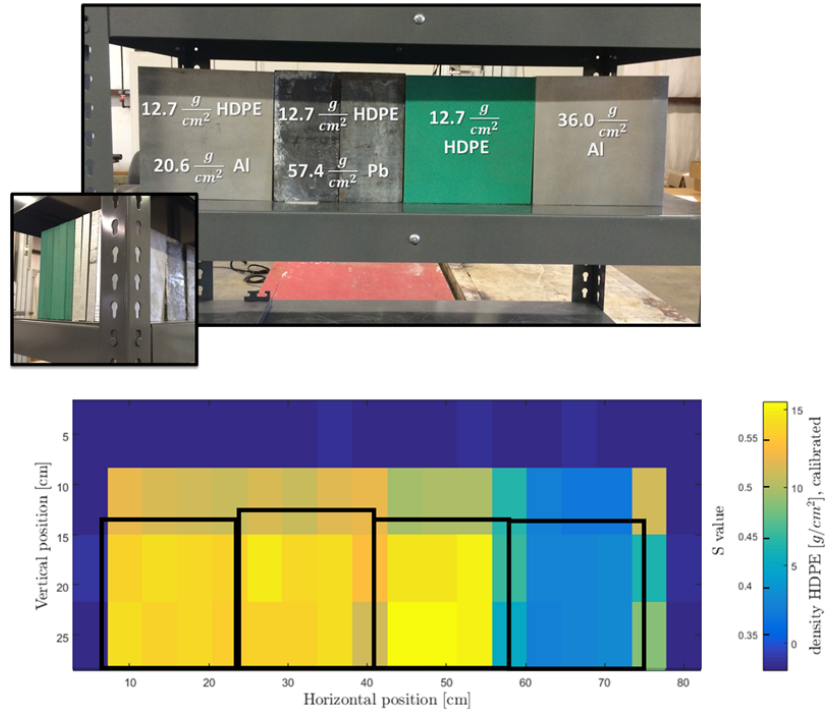 12.7 g/cm² HDPE
20.6 g/cm² Al
12.7 g/cm² HDPE
57.4 g/cm² Pb
12.7 g/cm²
HDPE
36.0 g/cm²
Al
5
10
15
20
25
Vertical position [cm]
10
20
30
40
50
60
70
80
Horizontal position [cm]
0.55
0.5
0.45
0.4
0.35
S value
15
10
5
0
density HDPE [g/cm²], calibrated